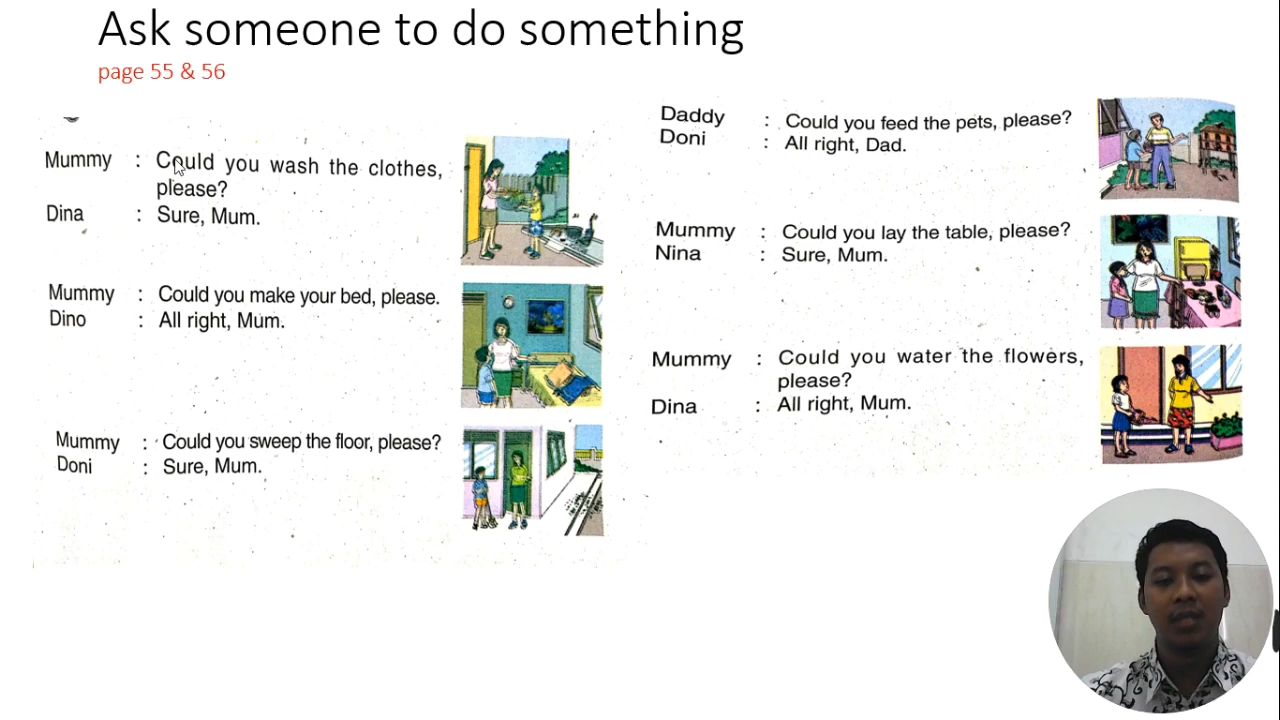 Ask someone to do something
page 55 & 56
Mummy : Could you wash the clothes,
please?
Dina : Sure, Mum.
Mummy : Could you make your bed, please.
Dino : All right, Mum.
Mummy : Could you sweep the floor, please?
Doni : Sure, Mum.
Daddy : Could you feed the pets, please?
Doni : All right, Dad.
Mummy : Could you lay the table, please?
Nina : Sure, Mum.
Mummy : Could you water the flowers,
please?
Dina : All right, Mum.